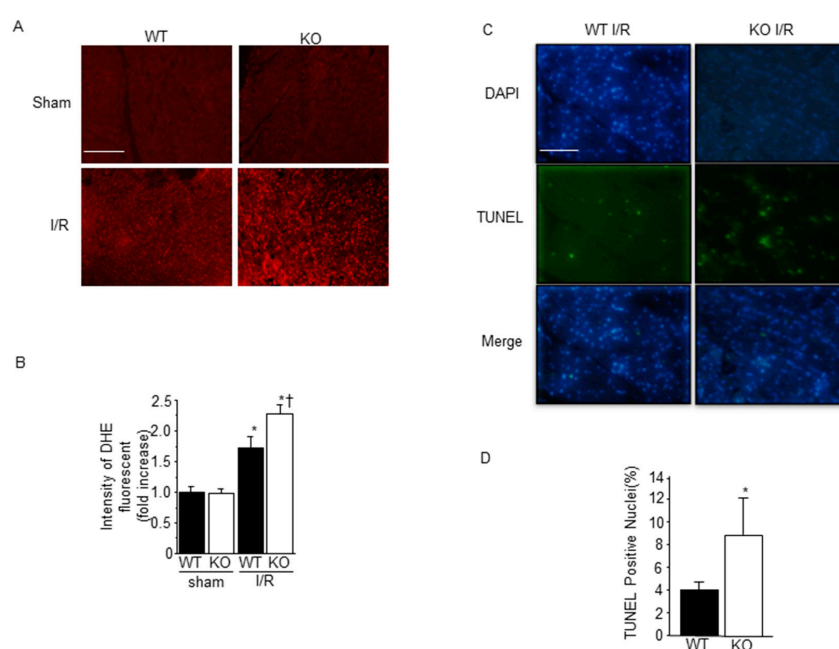 A
WT
KO
Sham
I/R
B
Intensity of DHE
fluorescent
(fold increase)
2.5
2.0
1.5
1.0
0.5
0
*
*†
WT KO WT KO
sham I/R
C
WT I/R
KO I/R
DAPI
TUNEL
Merge
D
TUNEL Positive Nuclei(%)
14
12
10
8
6
4
2
0
*
WT KO